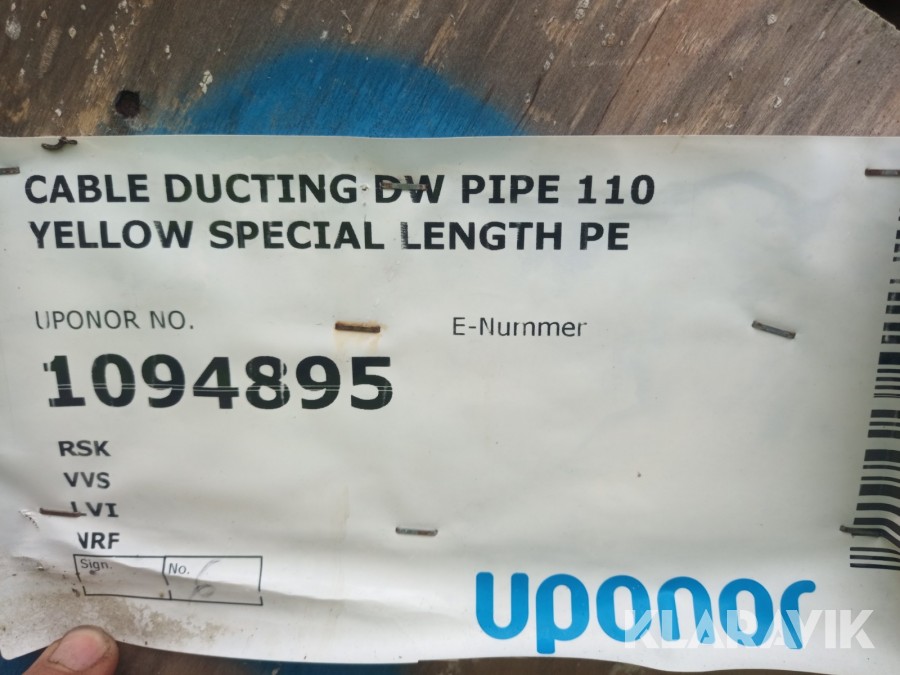 CABLE DUCTING DW PIPE 110
YELLOW SPECIAL LENGTH PE
UPONOR NO.
E-Nummer
1094895
RSK
VVS
LVI
NRF
Sign.
No. 6
uponor
KLARAVIK